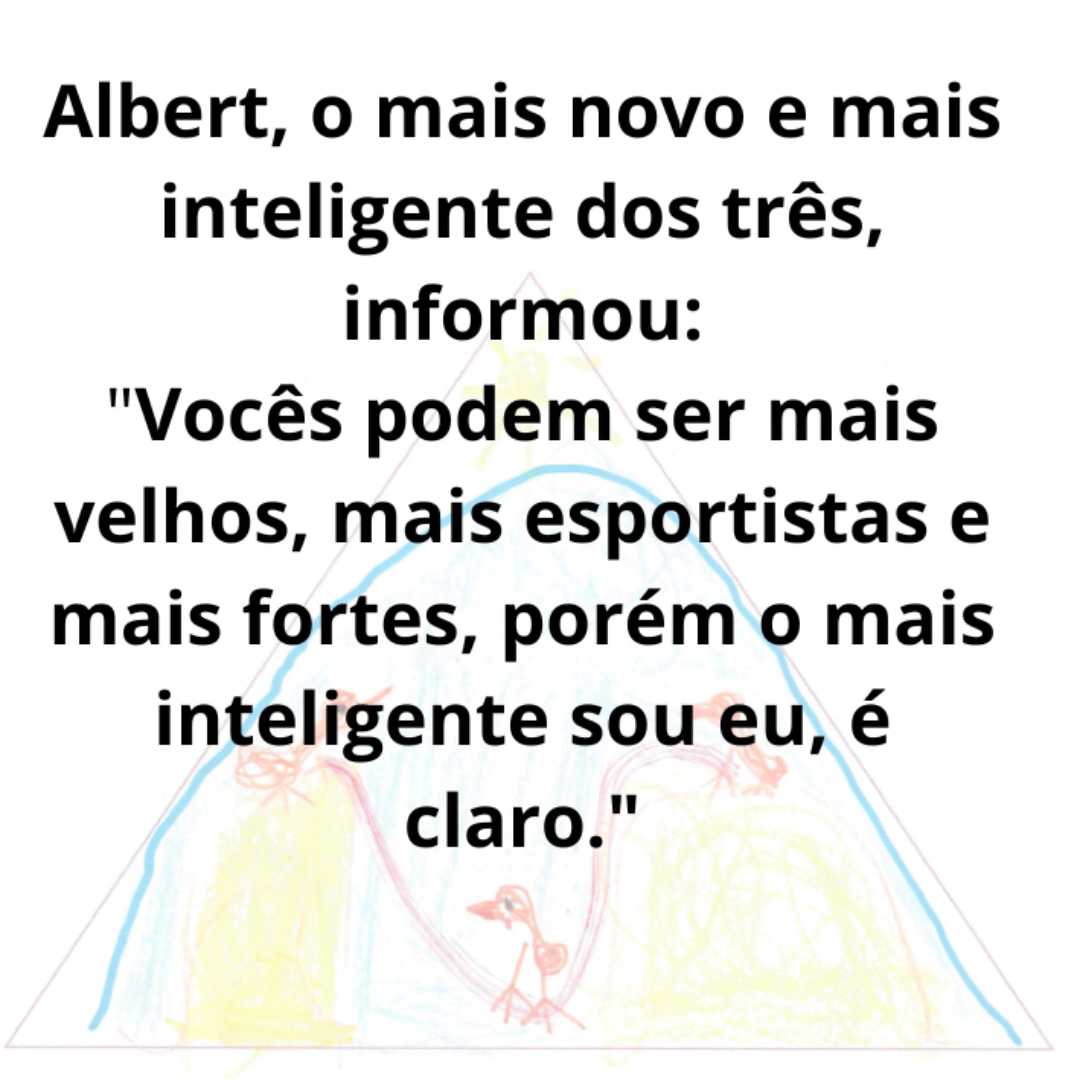 Albert, o mais novo e mais
inteligente dos três,
informou:
"Vocês podem ser mais
velhos, mais esportistas e
mais fortes, porém o mais
inteligente sou eu, é
claro."